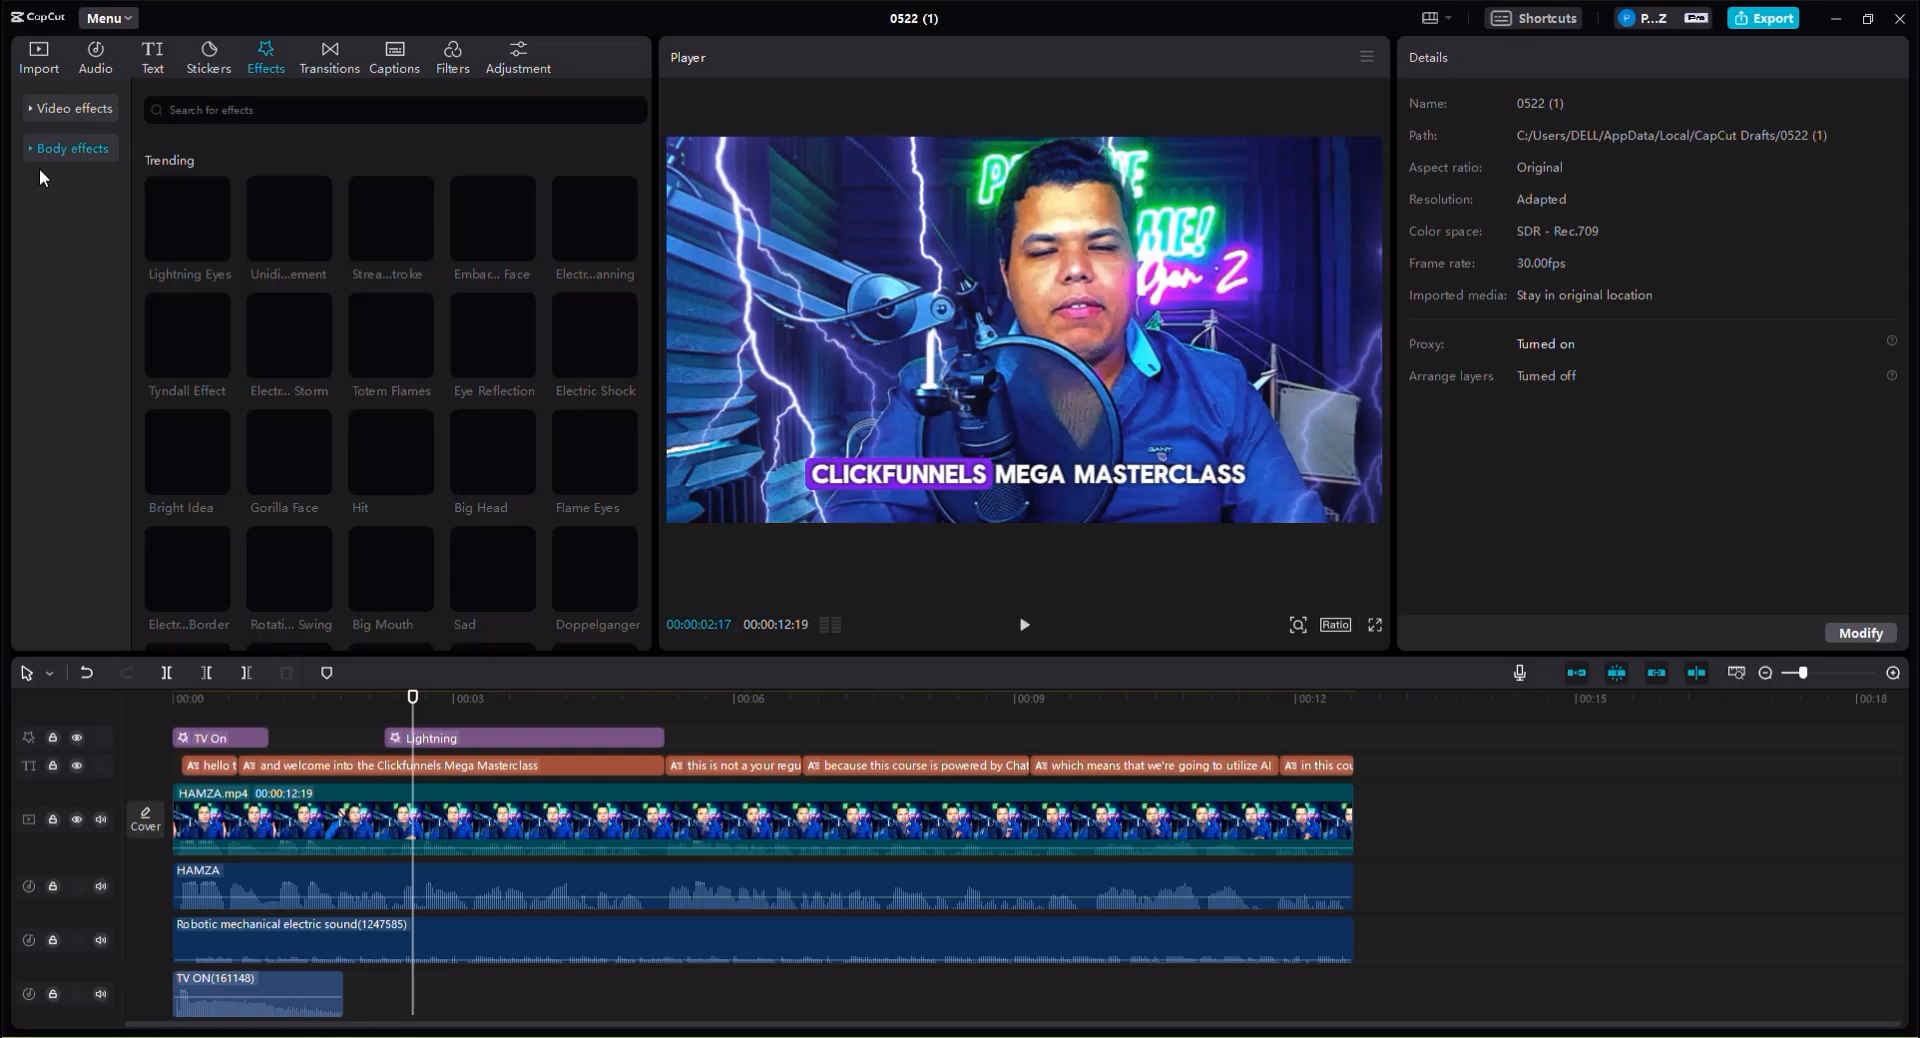 CapCut
Menu
0522 (1)
Shortcuts
P...Z
Pro
Export
Import
Audio
TI
Text
Stickers
Effects
Transitions
Captions
Filters
Adjustment
Player
Details
Video effects
Body effects
Search for effects
Trending
Lightning Eyes
Unidi...ement
Strea...troke
Embar... Face
Electr...anning
Tyndall Effect
Electr... Storm
Totem Flames
Eye Reflection
Electric Shock
Bright Idea
Gorilla Face
Hit
Big Head
Flame Eyes
Electr...Border
Rotati... Swing
Big Mouth
Sad
Doppelganger
ME!
Gen Z
GANT
CLICKFUNNELS MEGA MASTERCLASS
00:00:02:17
00:00:12:19
Ratio
Name:
0522 (1)
Path:
C:/Users/DELL/AppData/Local/CapCut Drafts/0522 (1)
Aspect ratio:
Original
Resolution:
Adapted
Color space:
SDR - Rec.709
Frame rate:
30.00fps
Imported media:
Stay in original location
Proxy:
Turned on
Arrange layers
Turned off
Modify
00:00
00:03
00:06
00:09
00:12
00:15
00:18
TV On
Lightning
TI
hello t
and welcome into the Clickfunnels Mega Masterclass
this is not a your regu
because this course is powered by Chat
which means that we're going to utilize AI
in this cou
Cover
HAMZA.mp4
00:00:12:19
HAMZA
Robotic mechanical electric sound(1247585)
TV ON(161148)